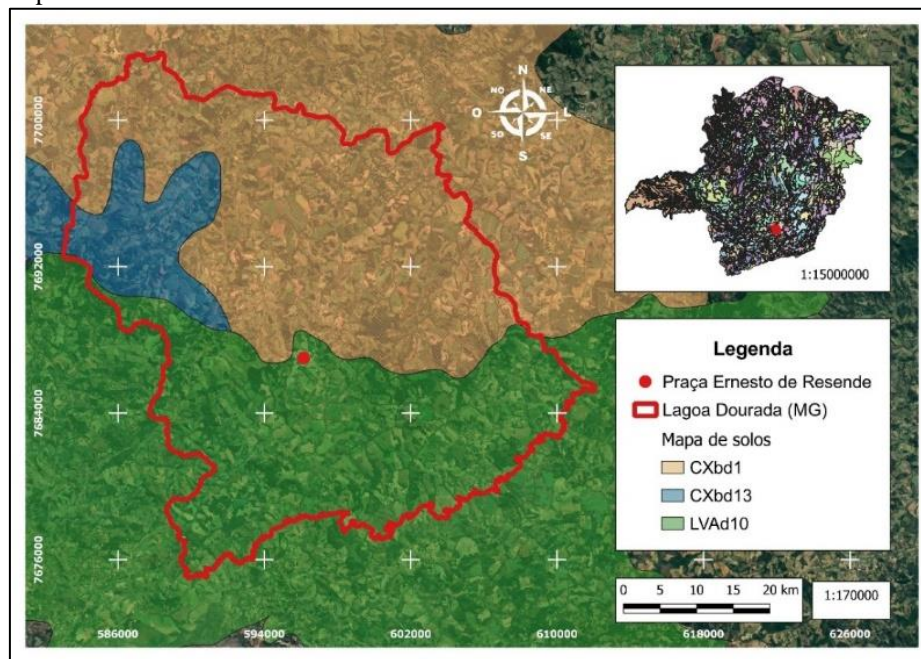 N
NO
NE
O
L
SO
SE
S
7700000
7692000
7684000
7676000
1:15000000
Legenda
Praça Ernesto de Resende
Lagoa Dourada (MG)
Mapa de solos
CXbd1
CXbd13
LVAd10
0 5 10 15 20 km
1:170000
586000 594000 602000 610000 618000 626000